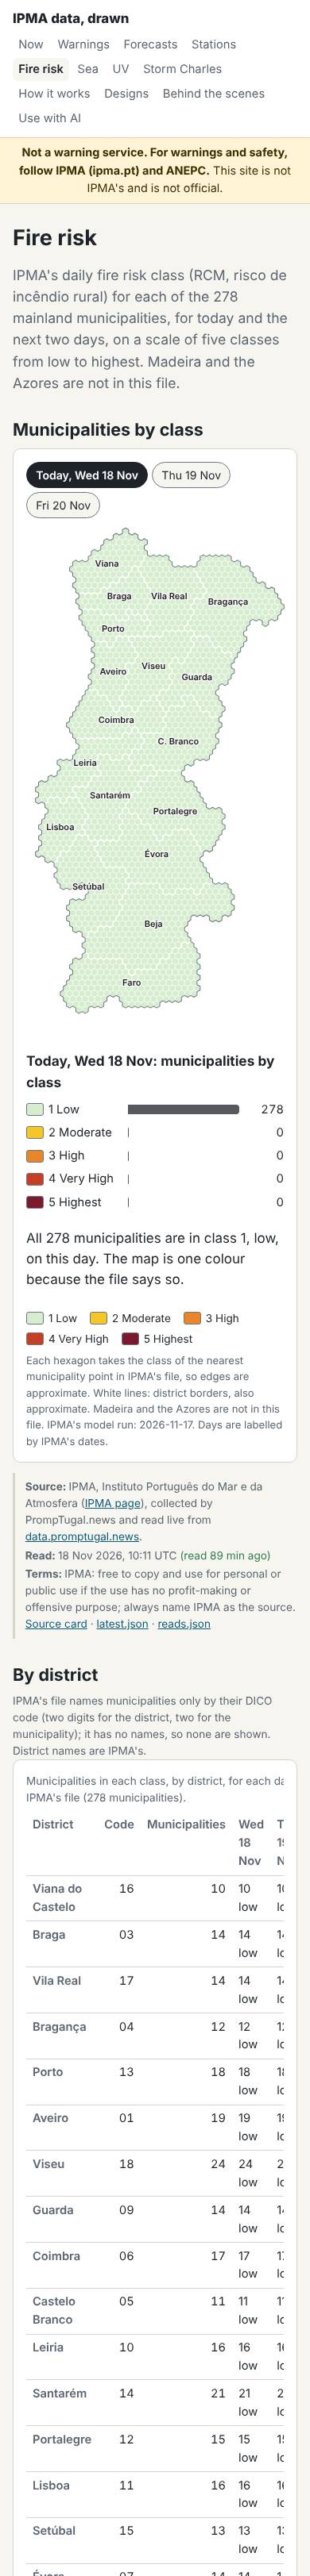 IPMA data, drawn
Now Warnings Forecasts Stations
Fire risk Sea UV Storm Charles
How it works Designs Behind the scenes
Use with AI
Not a warning service. For warnings and safety,
follow IPMA (ipma.pt) and ANEPC. This site is not
IPMA's and is not official.
Fire risk
IPMA's daily fire risk class (RCM, risco de
incêndio rural) for each of the 278
mainland municipalities, for today and the
next two days, on a scale of five classes
from low to highest. Madeira and the
Azores are not in this file.
Municipalities by class
Today, Wed 18 Nov Thu 19 Nov
Fri 20 Nov
Viana
Braga Vila Real Bragança
Porto
Aveiro Viseu Guarda
Coimbra
C. Branco
Leiria
Santarém
Portalegre
Lisboa
Évora
Setúbal
Beja
Faro
Today, Wed 18 Nov: municipalities by
class
1 Low 278
2 Moderate 0
3 High 0
4 Very High 0
5 Highest 0
All 278 municipalities are in class 1, low,
on this day. The map is one colour
because the file says so.
1 Low 2 Moderate 3 High
4 Very High 5 Highest
Each hexagon takes the class of the nearest
municipality point in IPMA's file, so edges are
approximate. White lines: district borders, also
approximate. Madeira and the Azores are not in this
file. IPMA's model run: 2026-11-17. Days are labelled
by IPMA's dates.
Source: IPMA, Instituto Português do Mar e da
Atmosfera (IPMA page), collected by
PrompTugal.news and read live from
data.promptugal.news.
Read: 18 Nov 2026, 10:11 UTC (read 89 min ago)
Terms: IPMA: free to copy and use for personal or
public use if the use has no profit-making or
offensive purpose; always name IPMA as the source.
Source card · latest.json · reads.json
By district
IPMA's file names municipalities only by their DICO
code (two digits for the district, two for the
municipality); it has no names, so none are shown.
District names are IPMA's.
Municipalities in each class, by district, for each
IPMA's file (278 municipalities).
District Code Municipalities Wed
18
Nov
Viana do
Castelo 16 10 10
low
Braga 03 14 14
low
Vila Real 17 14 14
low
Bragança 04 12 12
low
Porto 13 18 18
low
Aveiro 01 19 19
low
Viseu 18 24 24
low
Guarda 09 14 14
low
Coimbra 06 17 17
low
Castelo
Branco 05 11 11
low
Leiria 10 16 16
low
Santarém 14 21 21
low
Portalegre 12 15 15
low
Lisboa 11 16 16
low
Setúbal 15 13 13
low